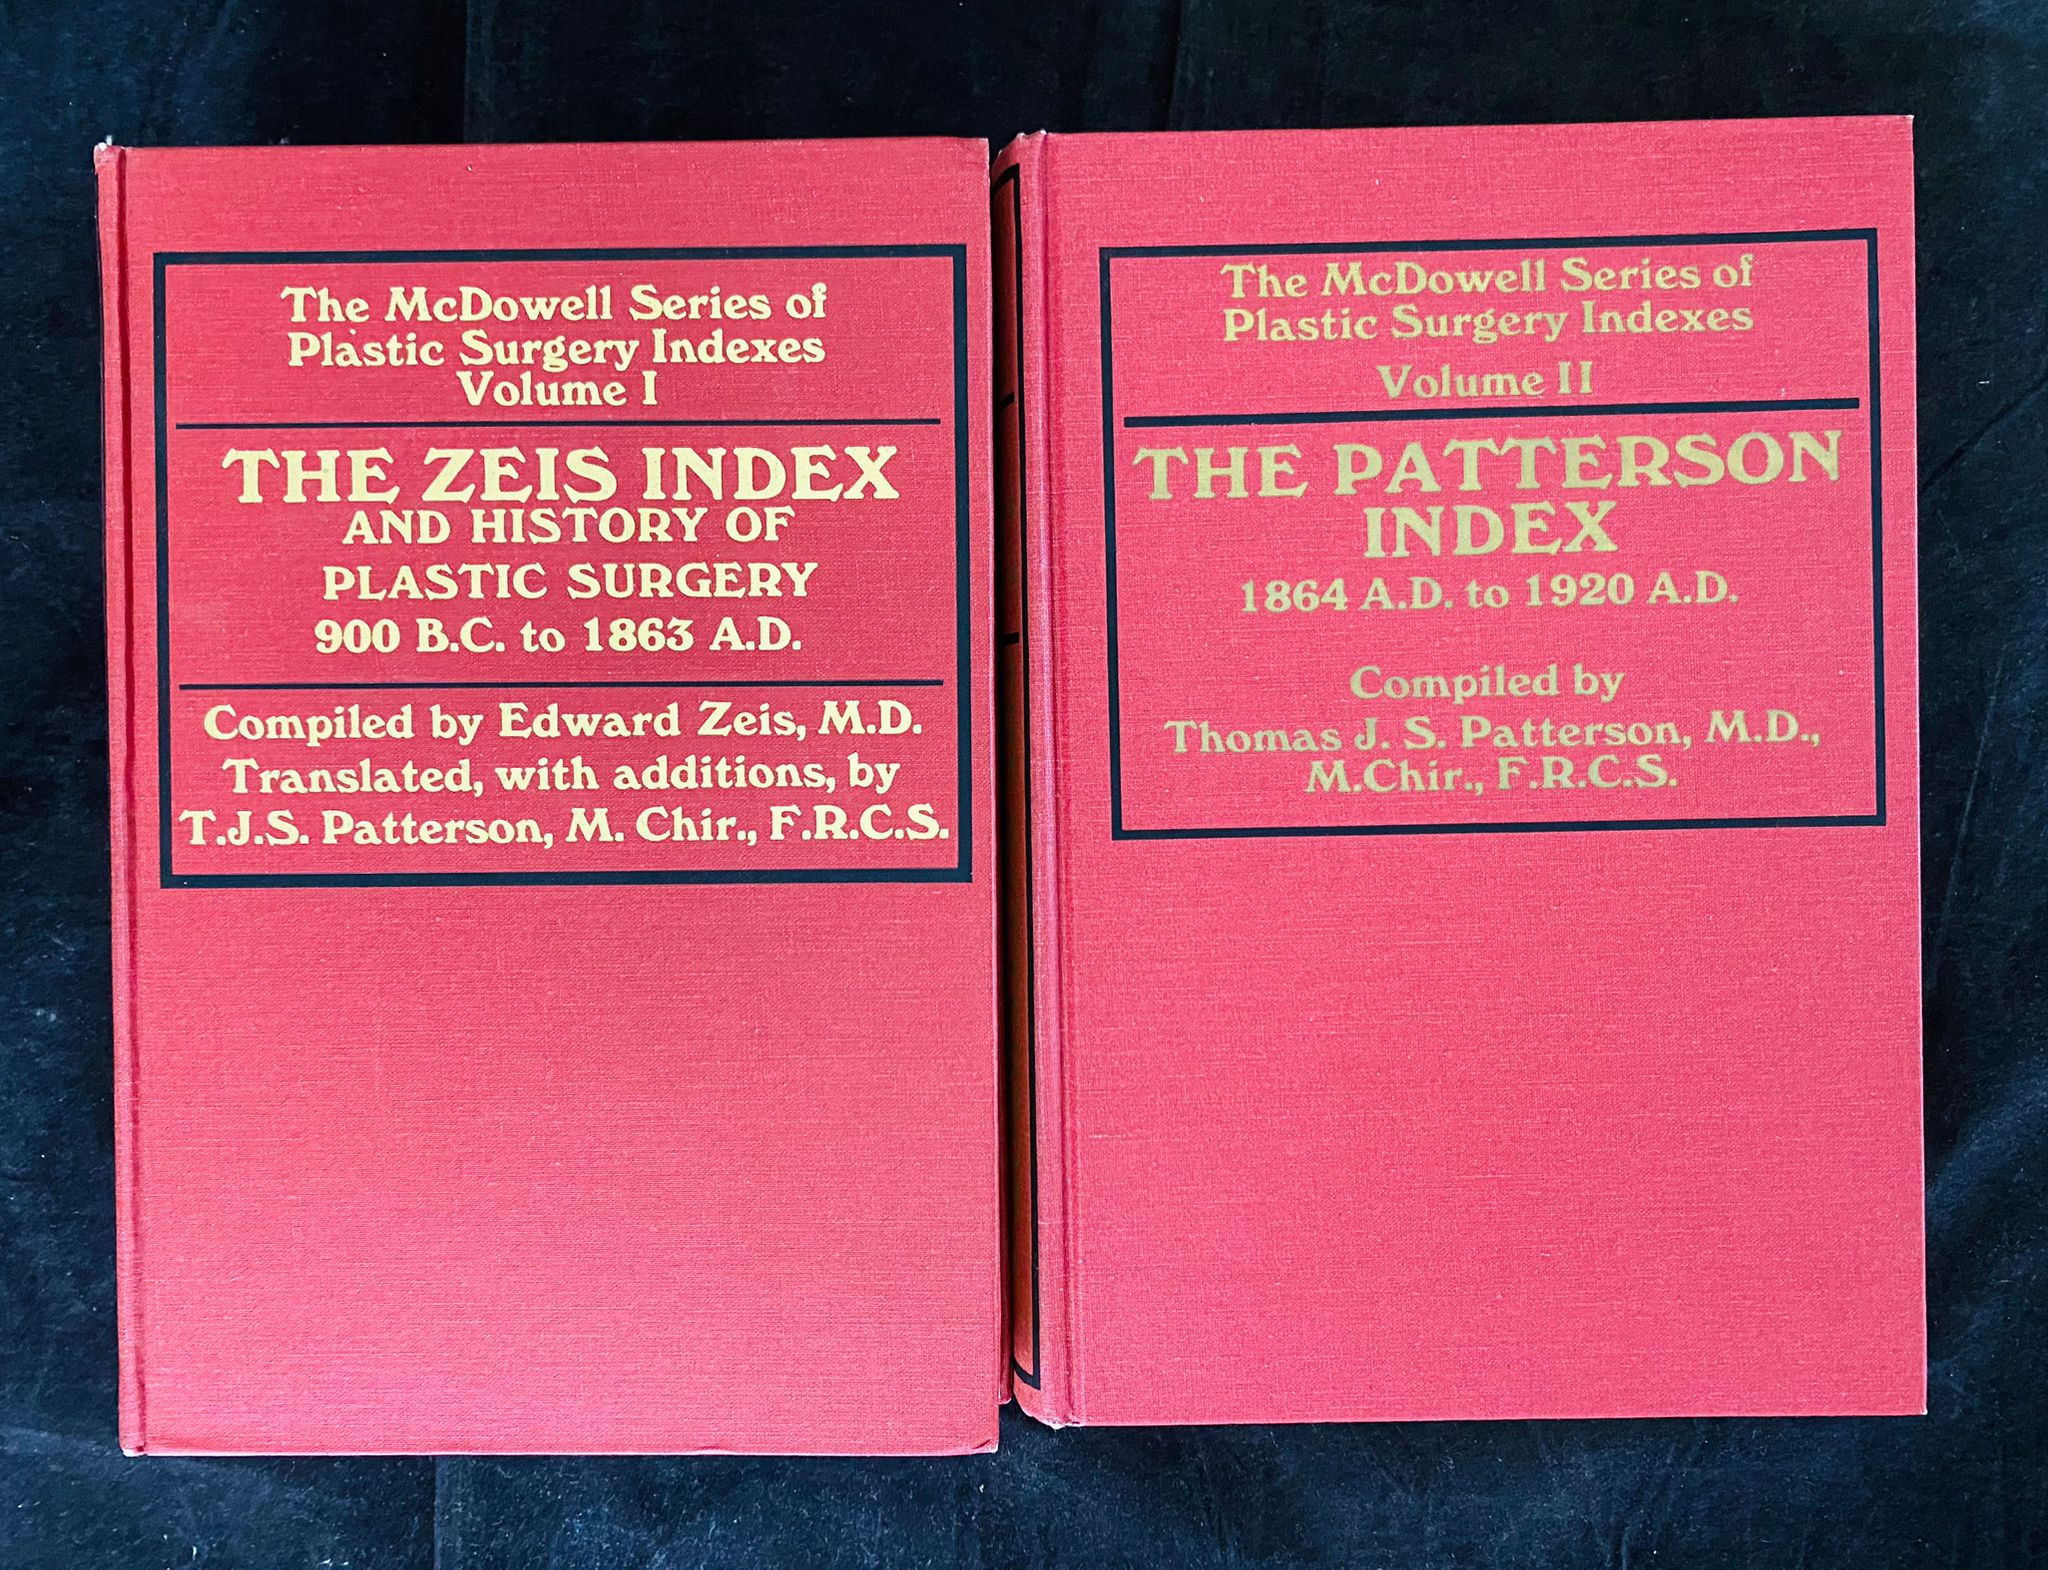 The McDowell Series of
Plastic Surgery Indexes
Volume I
THE ZEIS INDEX
AND HISTORY OF
PLASTIC SURGERY
900 B.C. to 1863 A.D.
Compiled by Edward Zeis, M.D.
Translated, with additions, by
T.J.S. Patterson, M. Chir., F.R.C.S.
The McDowell Series of
Plastic Surgery Indexes
Volume II
THE PATTERSON
INDEX
1864 A.D. to 1920 A.D.
Compiled by
Thomas J. S. Patterson, M.D.,
M.Chir., F.R.C.S.